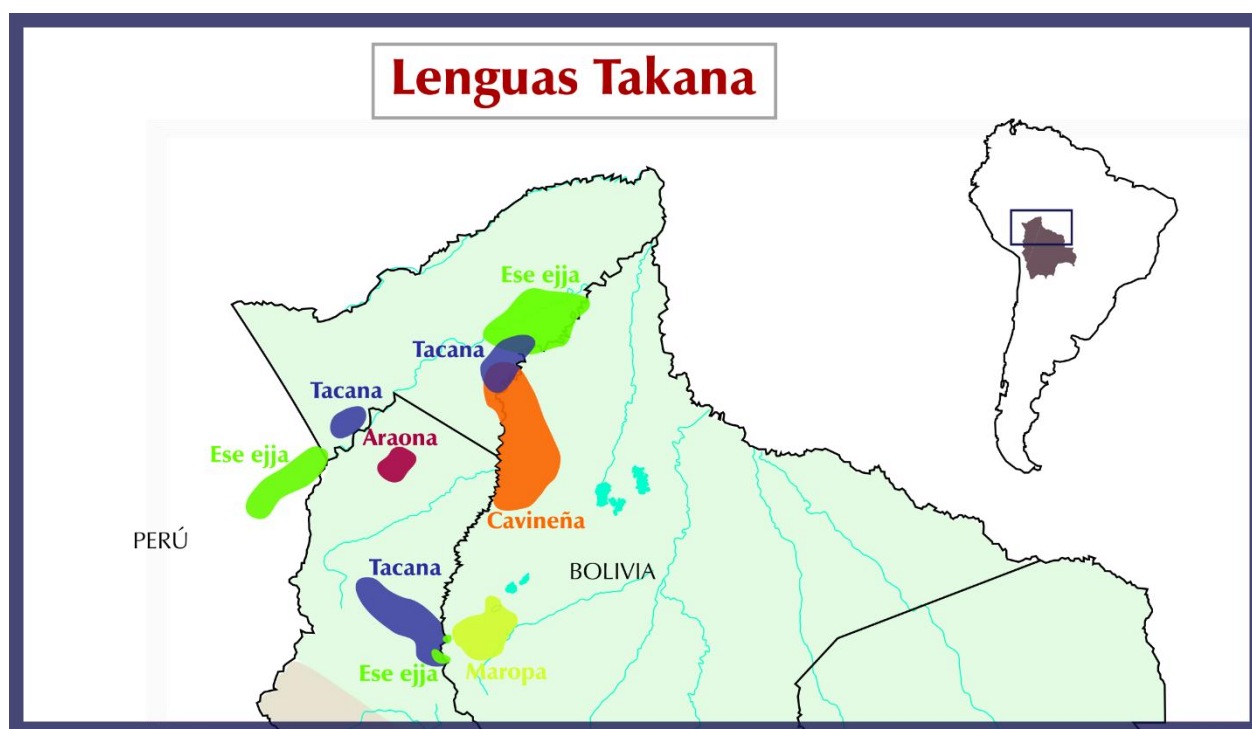 Lenguas Takana
Ese ejja
Tacana
Tacana
Araona
Ese ejja
Cavineña
PERÚ
Tacana
BOLIVIA
Ese ejja
Maropa